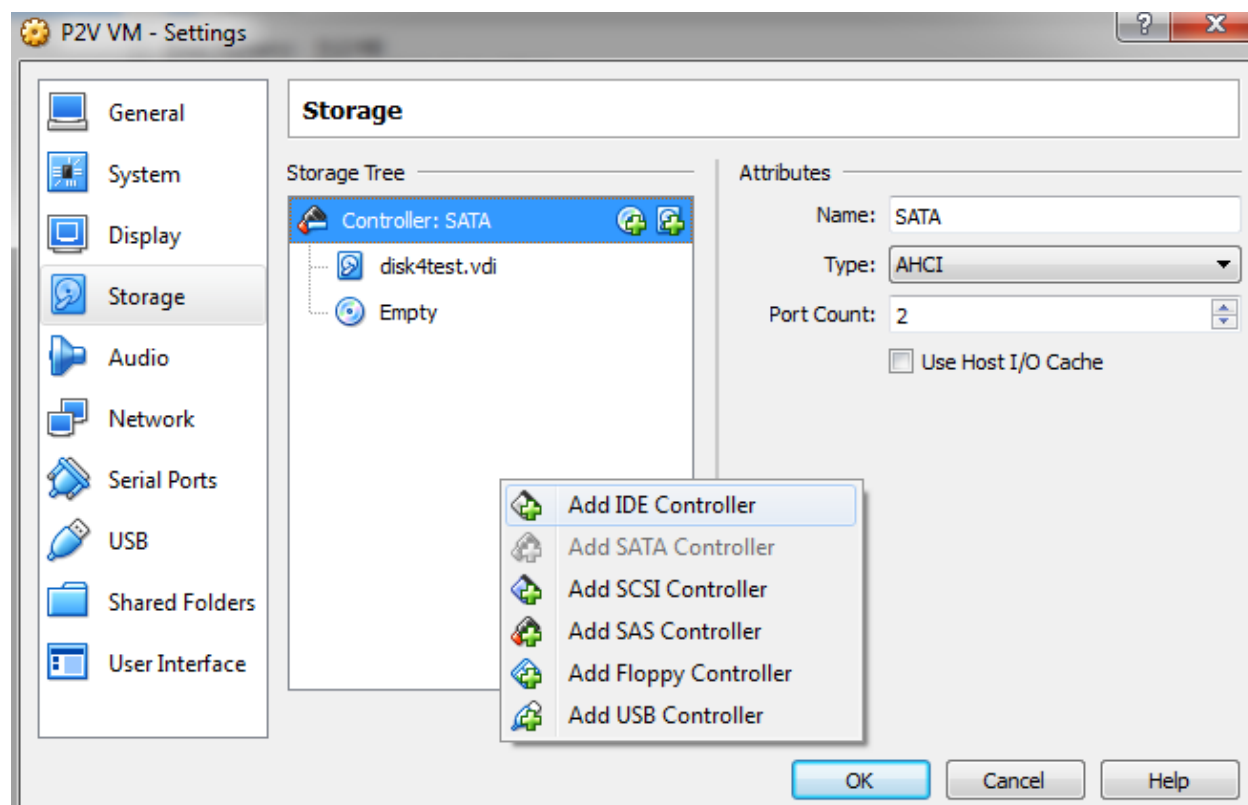 P2V VM - Settings
?
X
General
System
Display
Storage
Audio
Network
Serial Ports
USB
Shared Folders
User Interface
Storage
Storage Tree
Controller: SATA
disk4test.vdi
Empty
Attributes
Name: SATA
Type: AHCI
Port Count: 2
Use Host I/O Cache
Add IDE Controller
Add SATA Controller
Add SCSI Controller
Add SAS Controller
Add Floppy Controller
Add USB Controller
OK Cancel Help